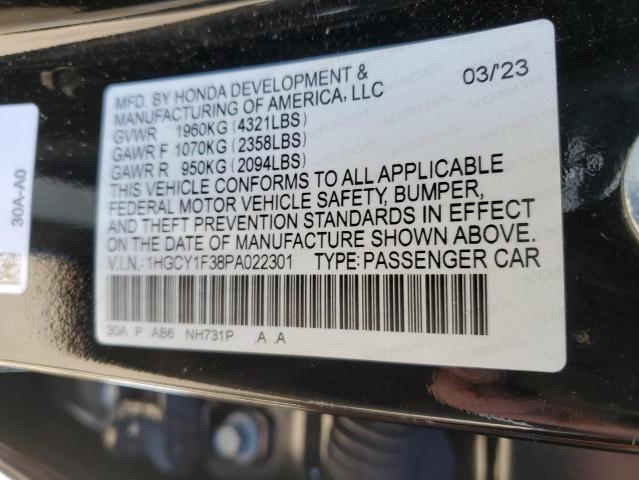 MFD. BY HONDA DEVELOPMENT & 03/'23
MANUFACTURING OF AMERICA, LLC
GVWR 1960KG (4321LBS)
GAWR F 1070KG (2358LBS)
GAWR R 950KG (2094LBS)
THIS VEHICLE CONFORMS TO ALL APPLICABLE
FEDERAL MOTOR VEHICLE SAFETY, BUMPER,
AND THEFT PREVENTION STANDARDS IN EFFECT
ON THE DATE OF MANUFACTURE SHOWN ABOVE.
V.I.N.:1HGCY1F38PA022301 TYPE:PASSENGER CAR
30A P AB6 NH731P .A .A
30A-A0